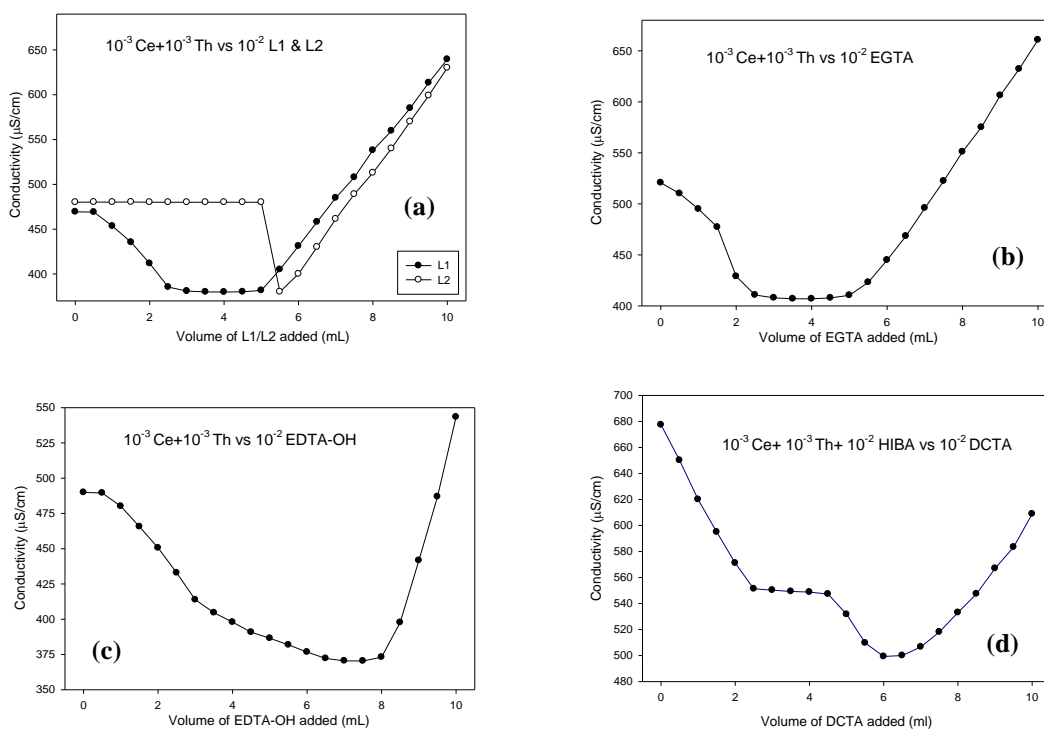 10⁻³ Ce+10⁻³ Th vs 10⁻² L1 & L2
Conductivity (μS/cm)
650
600
550
500
450
400
(a)
L1
L2
0 2 4 6 8 10
Volume of L1/L2 added (mL)
10⁻³ Ce+10⁻³ Th vs 10⁻² EGTA
Conductivity (μS/cm)
650
600
550
500
450
400
(b)
0 2 4 6 8 10
Volume of EGTA added (mL)
10⁻³ Ce+10⁻³ Th vs 10⁻² EDTA-OH
Conductivity (μS/cm)
550
525
500
475
450
425
400
375
350
(c)
0 2 4 6 8 10
Volume of EDTA-OH added (mL)
10⁻³ Ce+ 10⁻³ Th+ 10⁻² HIBA vs 10⁻² DCTA
Conductivity (μS/cm)
700
680
660
640
620
600
580
560
540
520
500
480
(d)
0 2 4 6 8 10
Volume of DCTA added (ml)